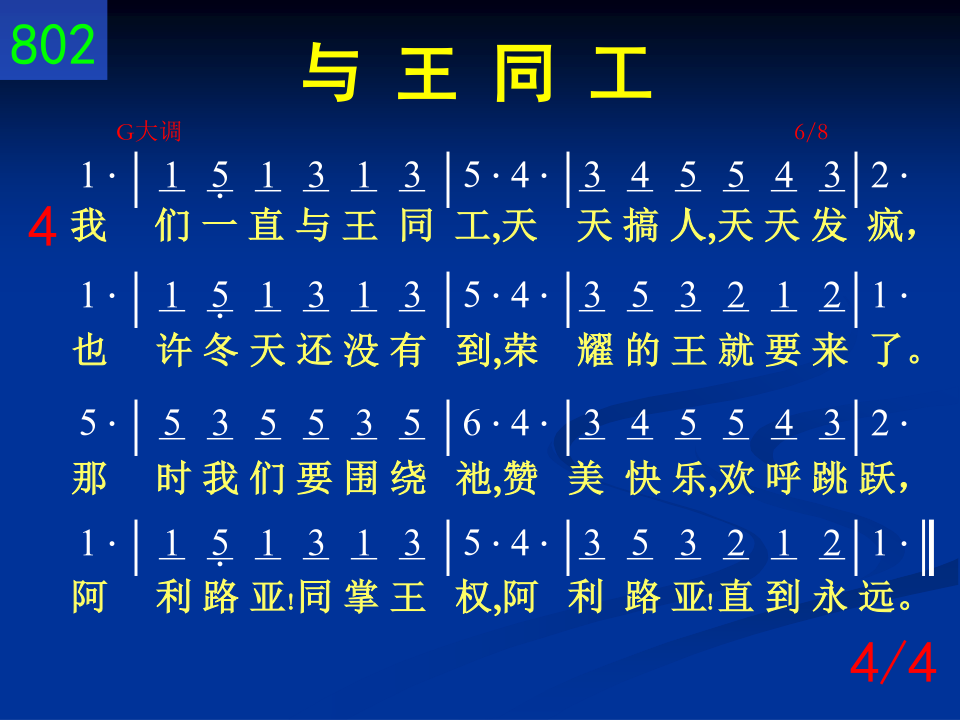 802
与 王 同 工
G大调 6/8
1 · | 1 5̣ 1 3 1 3 | 5 · 4 · | 3 4 5 5 4 3 | 2 ·
4 我 们 一 直 与 王 同 工,天 天 搞 人,天 天 发 疯，
1 · | 1 5̣ 1 3 1 3 | 5 · 4 · | 3 5 3 2 1 2 | 1 ·
也 许 冬 天 还 没 有 到,荣 耀 的 王 就 要 来 了。
5 · | 5 3 5 5 3 5 | 6 · 4 · | 3 4 5 5 4 3 | 2 ·
那 时 我 们 要 围 绕 祂,赞 美 快 乐,欢 呼 跳 跃，
1 · | 1 5̣ 1 3 1 3 | 5 · 4 · | 3 5 3 2 1 2 | 1 · ‖
阿 利 路 亚!同 掌 王 权,阿 利 路 亚!直 到 永 远。
4/4